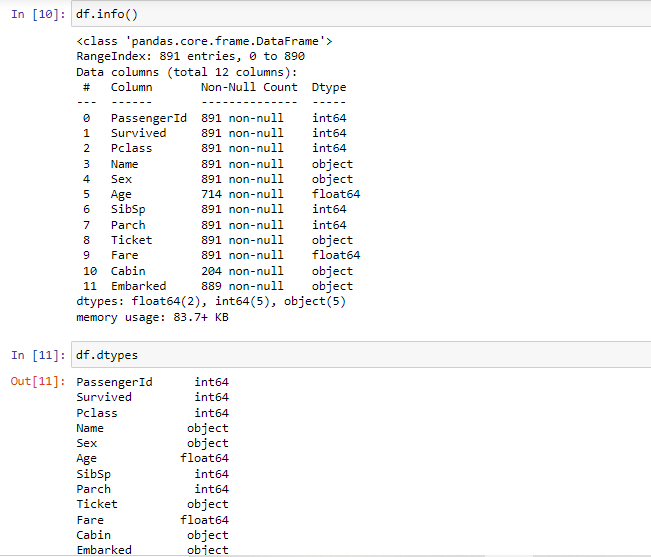 In [10]: df.info()
<class 'pandas.core.frame.DataFrame'>
RangeIndex: 891 entries, 0 to 890
Data columns (total 12 columns):
 #   Column       Non-Null Count  Dtype
---  ------       --------------  -----
 0   PassengerId  891 non-null    int64
 1   Survived     891 non-null    int64
 2   Pclass       891 non-null    int64
 3   Name         891 non-null    object
 4   Sex          891 non-null    object
 5   Age          714 non-null    float64
 6   SibSp        891 non-null    int64
 7   Parch        891 non-null    int64
 8   Ticket       891 non-null    object
 9   Fare         891 non-null    float64
 10  Cabin        204 non-null    object
 11  Embarked     889 non-null    object
dtypes: float64(2), int64(5), object(5)
memory usage: 83.7+ KB
In [11]: df.dtypes
Out[11]: PassengerId      int64
Survived         int64
Pclass           int64
Name            object
Sex             object
Age            float64
SibSp            int64
Parch            int64
Ticket          object
Fare           float64
Cabin           object
Embarked        object